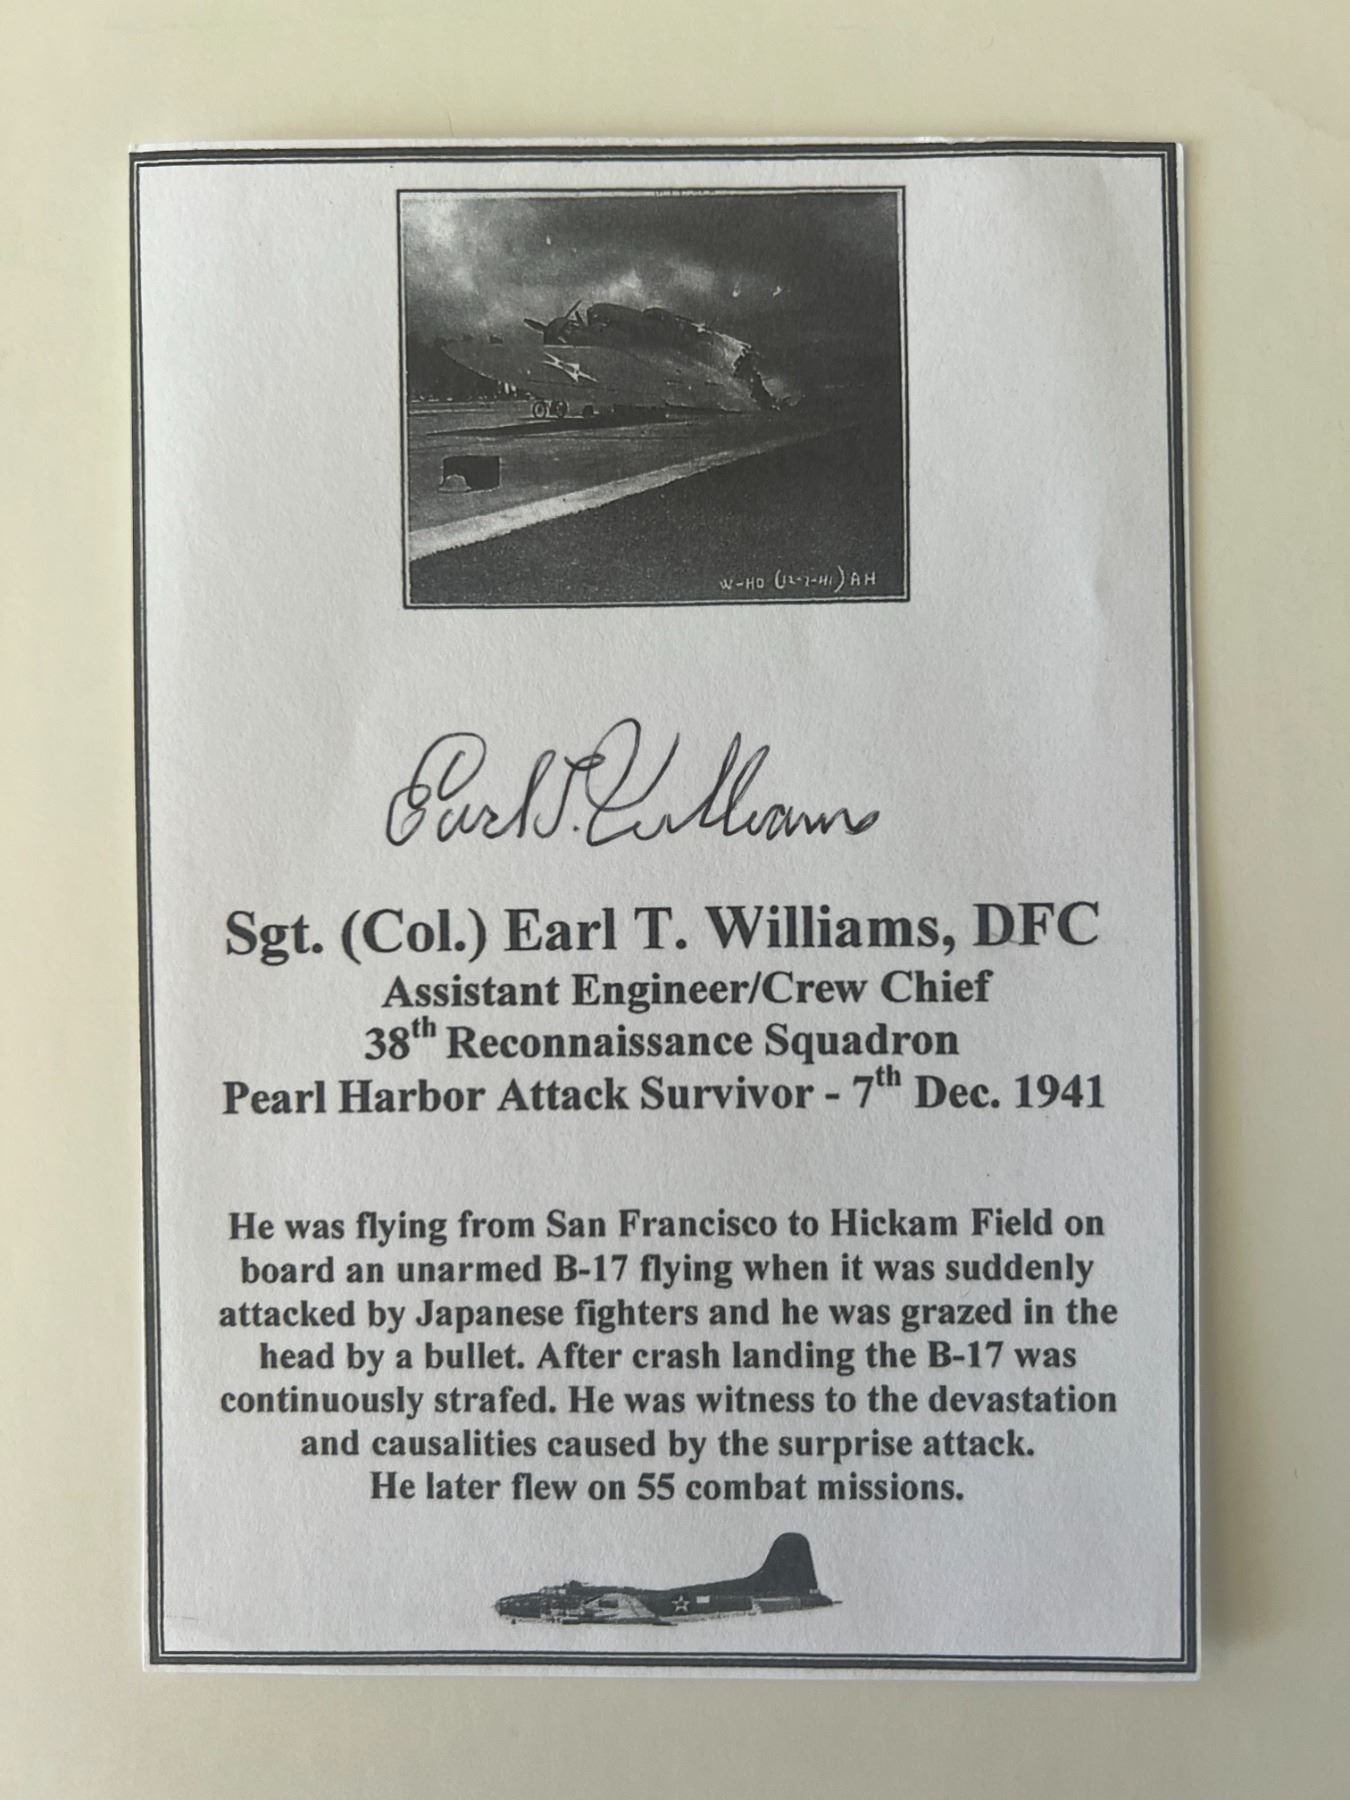 W-HD (12-7-41) AH
Earl T. Williams
Sgt. (Col.) Earl T. Williams, DFC
Assistant Engineer/Crew Chief
38th Reconnaissance Squadron
Pearl Harbor Attack Survivor - 7th Dec. 1941
He was flying from San Francisco to Hickam Field on
board an unarmed B-17 flying when it was suddenly
attacked by Japanese fighters and he was grazed in the
head by a bullet. After crash landing the B-17 was
continuously strafed. He was witness to the devastation
and causalities caused by the surprise attack.
He later flew on 55 combat missions.